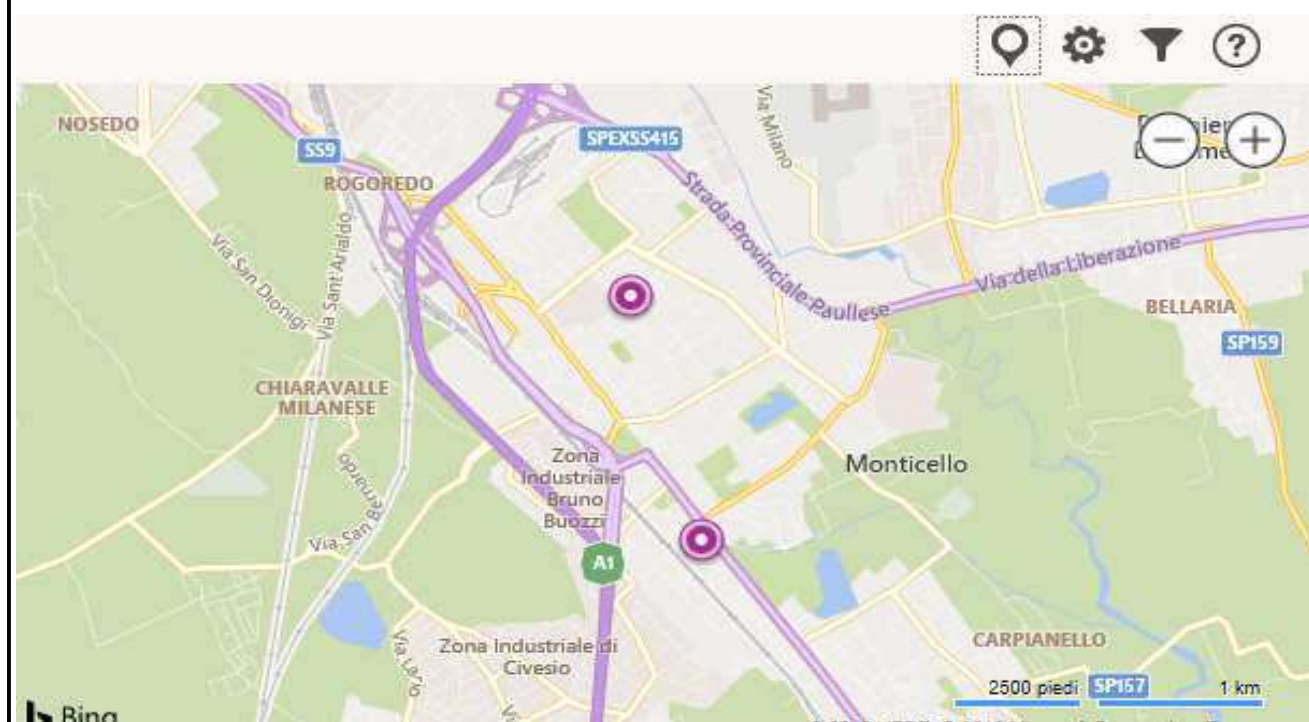 ?
NOSEDO
SS9
SPEXSS415
Via Milano
ROGOREDO
Strada Provinciale Paullese
Via della Liberazione
Via San Dionigi
Via Sant'Arialdo
BELLARIA
SP159
CHIARAVALLE
MILANESE
Zona
Industriale
Bruno
Buozzi
Monticello
Via San Bernardo
A1
Zona Industriale di
Civesio
Via Lario
CARPIANELLO
2500 piedi
SP157
1 km
Bing